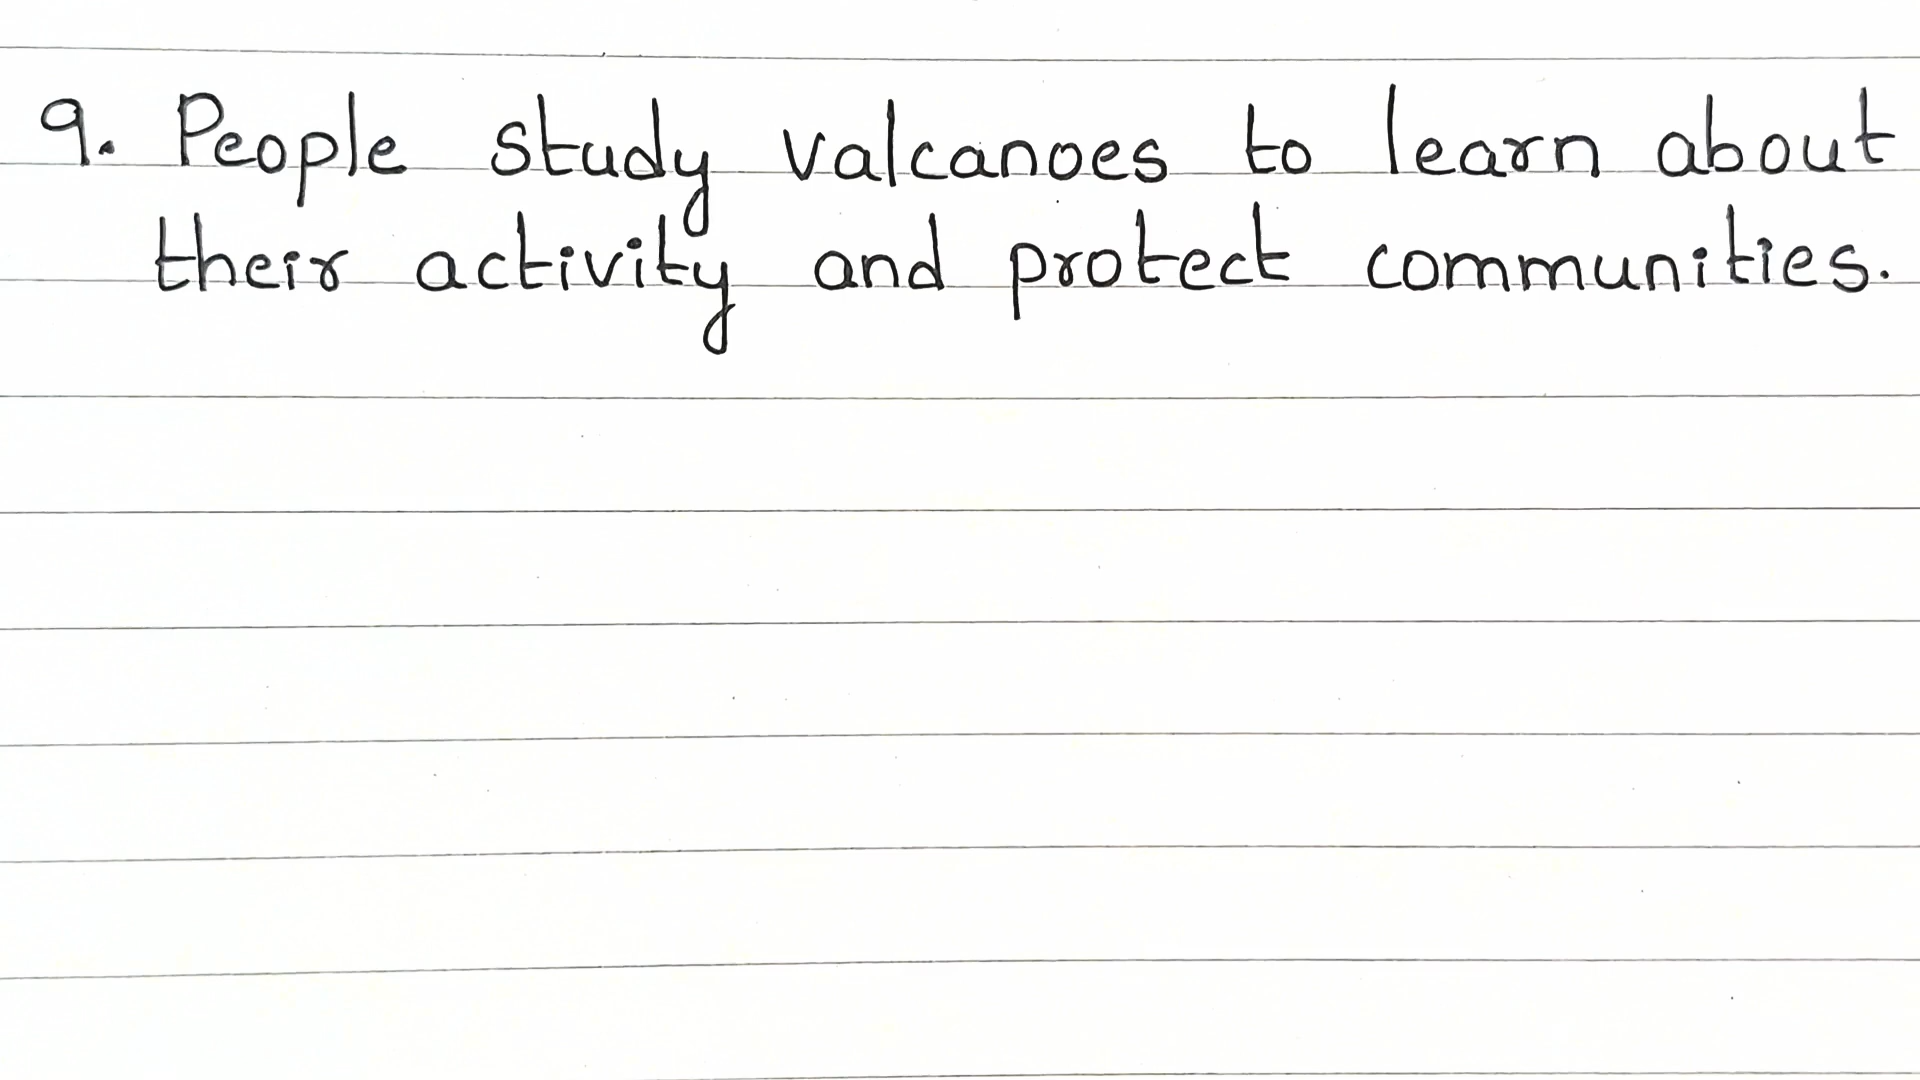 9. People study valcanoes to learn about
their activity and protect communities.